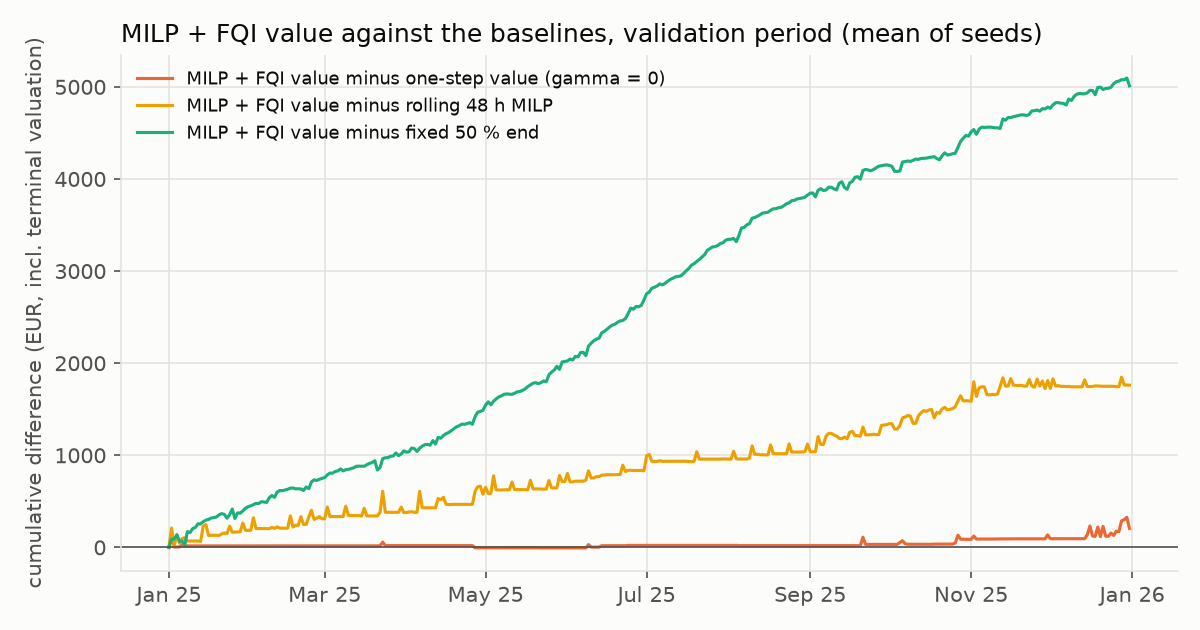 MILP + FQI value against the baselines, validation period (mean of seeds)
cumulative difference (EUR, incl. terminal valuation)
MILP + FQI value minus one-step value (gamma = 0)
MILP + FQI value minus rolling 48 h MILP
MILP + FQI value minus fixed 50 % end
5000
4000
3000
2000
1000
0
Jan 25 Mar 25 May 25 Jul 25 Sep 25 Nov 25 Jan 26